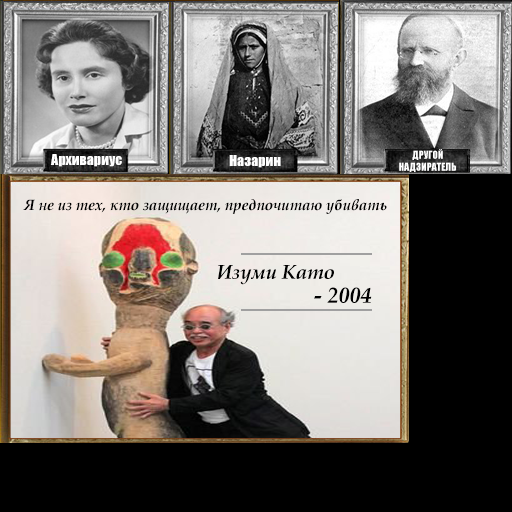 Архивариус
Назарин
ДРУГОЙ
НАДЗИРАТЕЛЬ
Я не из тех, кто защищает, предпочитаю убивать
Изуми Като
- 2004